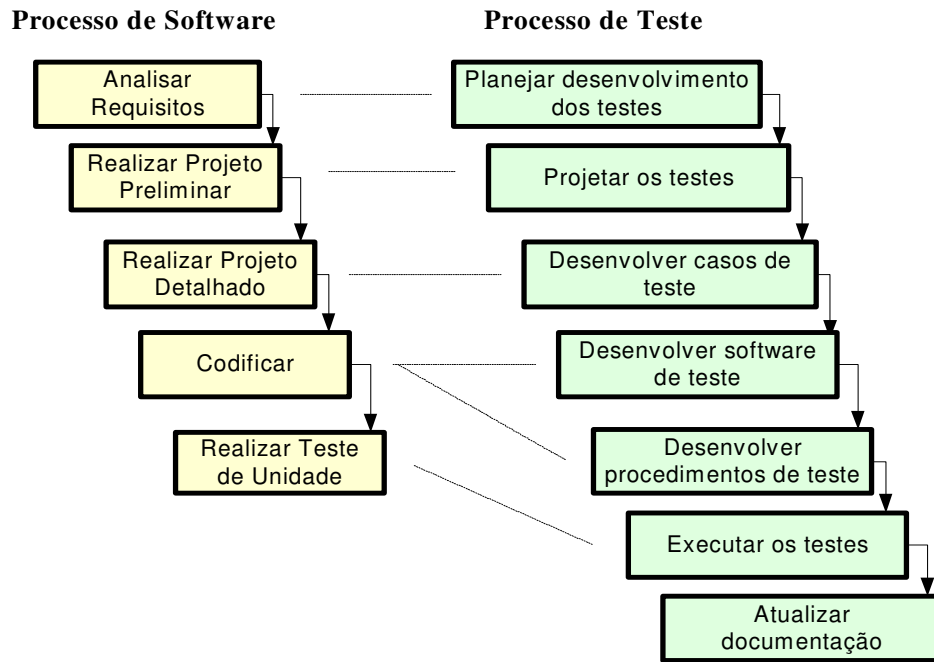 Processo de Software
Processo de Teste
Analisar
Requisitos
Planejar desenvolvimento
dos testes
Realizar Projeto
Preliminar
Projetar os testes
Realizar Projeto
Detalhado
Desenvolver casos de
teste
Codificar
Desenvolver software
de teste
Realizar Teste
de Unidade
Desenvolver
procedimentos de teste
Executar os testes
Atualizar
documentação